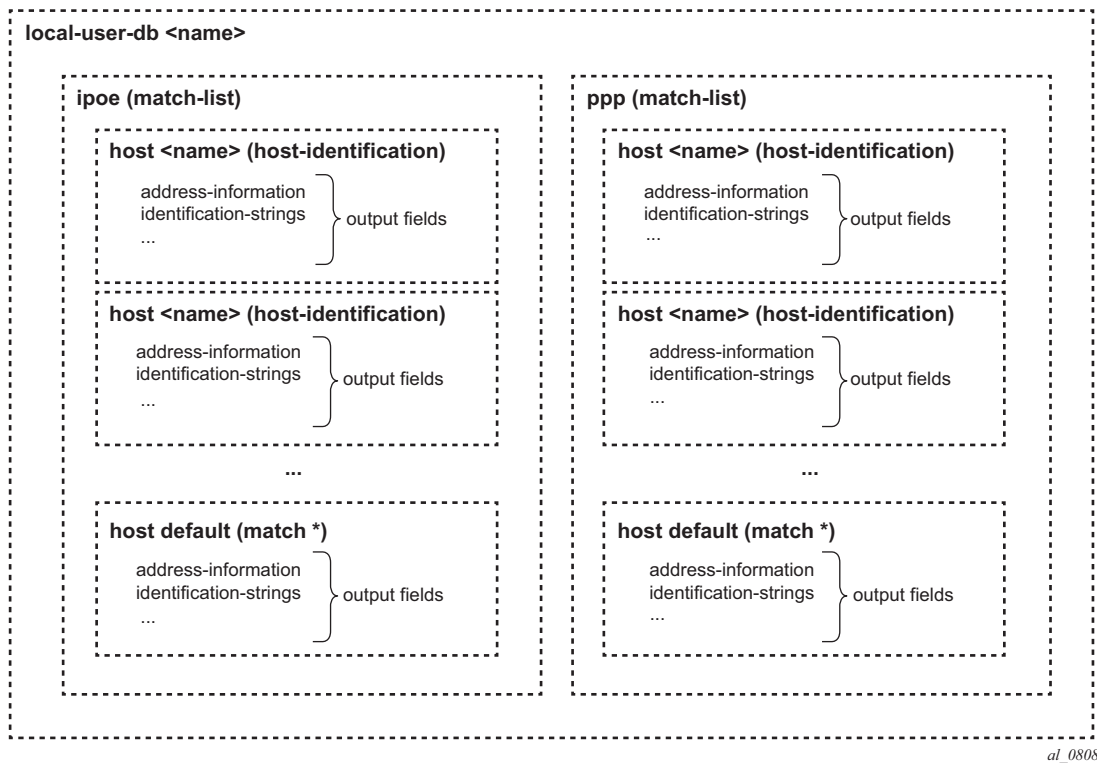 local-user-db <name>
ipoe (match-list)
host <name> (host-identification)
address-information
identification-strings
...
output fields
host <name> (host-identification)
address-information
identification-strings
...
output fields
...
host default (match *)
address-information
identification-strings
...
output fields
ppp (match-list)
host <name> (host-identification)
address-information
identification-strings
...
output fields
host <name> (host-identification)
address-information
identification-strings
...
output fields
...
host default (match *)
address-information
identification-strings
...
output fields
al_0808